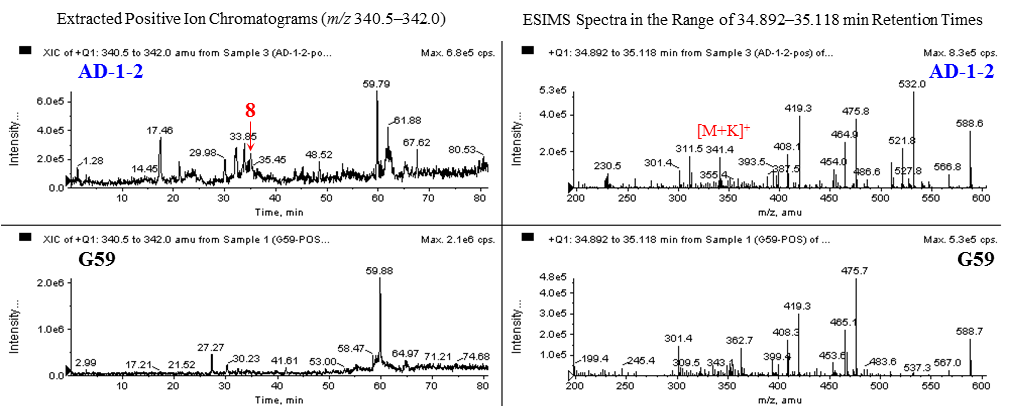 Extracted Positive Ion Chromatograms (m/z 340.5–342.0)
ESIMS Spectra in the Range of 34.892–35.118 min Retention Times
XIC of +Q1: 340.5 to 342.0 amu from Sample 3 (AD-1-2-po...
Max. 6.8e5 cps.
AD-1-2
Intensity...
6.0e5
4.0e5
2.0e5
0.0
1.28
14.45
17.46
29.98
33.85
8
35.45
48.52
59.79
61.88
67.62
80.53
10 20 30 40 50 60 70 80
Time, min
+Q1: 34.892 to 35.118 min from Sample 3 (AD-1-2-pos) of...
Max. 8.3e5 cps.
AD-1-2
Intensity...
5.3e5
2.0e5
230.5
301.4
311.5
[M+K]+
341.4
355.4
393.5
387.5
408.1
419.3
454.0
464.9
475.8
486.6
521.8
527.8
532.0
566.8
588.6
200 250 300 350 400 450 500 550 600
m/z, amu
XIC of +Q1: 340.5 to 342.0 amu from Sample 1 (G59-POS...
Max. 2.1e6 cps.
G59
Intensity...
2.0e6
1.0e6
0.0
2.99
17.21
21.52
27.27
30.23
41.61
53.00
58.47
59.88
64.97
71.21
74.68
10 20 30 40 50 60 70 80
Time, min
+Q1: 34.892 to 35.118 min from Sample 1 (G59-POS) of ...
Max. 5.3e5 cps.
G59
Intensity...
4.8e5
4.0e5
3.0e5
2.0e5
1.0e5
199.4
245.4
301.4
309.5
343.
362.7
399.4
408.3
419.3
453.6
465.1
475.7
483.6
537.3
567.0
588.7
200 250 300 350 400 450 500 550 600
m/z, amu